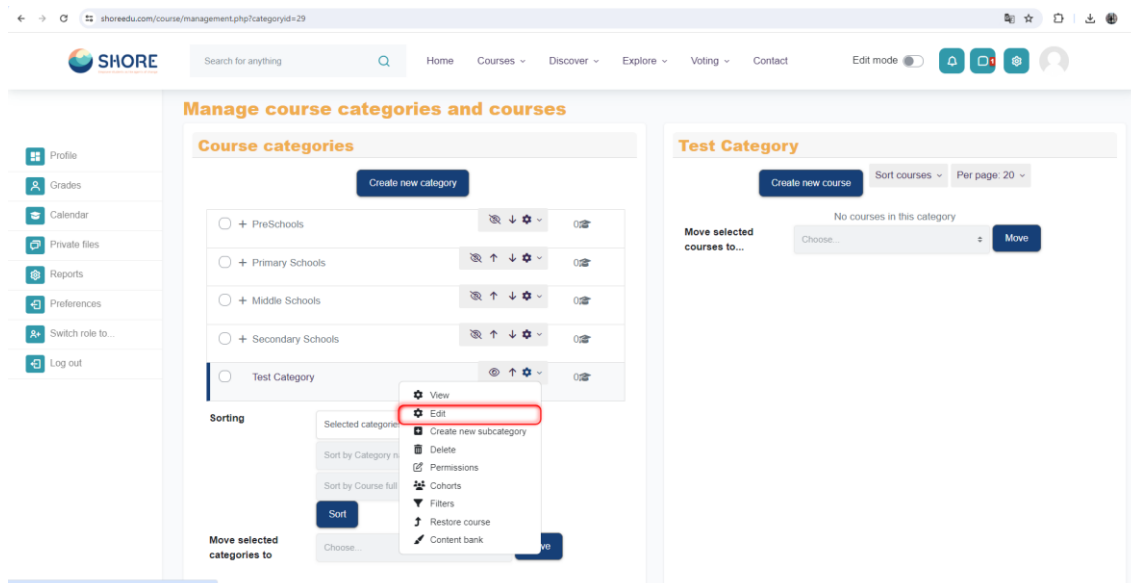 shoreedu.com/course/management.php?categoryid=29
SHORE
Search for anything
Home Courses Discover Explore Voting Contact
Edit mode
1
Manage course categories and courses
Profile
Grades
Calendar
Private files
Reports
Preferences
Switch role to...
Log out
Course categories
Create new category
PreSchools 0
Primary Schools 0
Middle Schools 0
Secondary Schools 0
Test Category 0
View
Edit
Create new subcategory
Delete
Permissions
Cohorts
Filters
Restore course
Content bank
Sorting
Selected categorie
Sort by Category n
Sort by Course full
Sort
Move selected
categories to
Choose...
ve
Test Category
Create new course Sort courses Per page: 20
No courses in this category
Move selected
courses to...
Choose...
Move